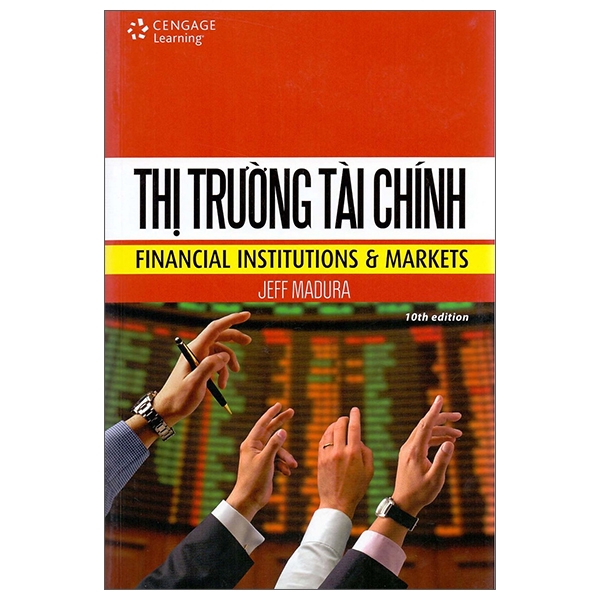 CENGAGE
Learning
THỊ TRƯỜNG TÀI CHÍNH
FINANCIAL INSTITUTIONS & MARKETS
JEFF MADURA
10th edition